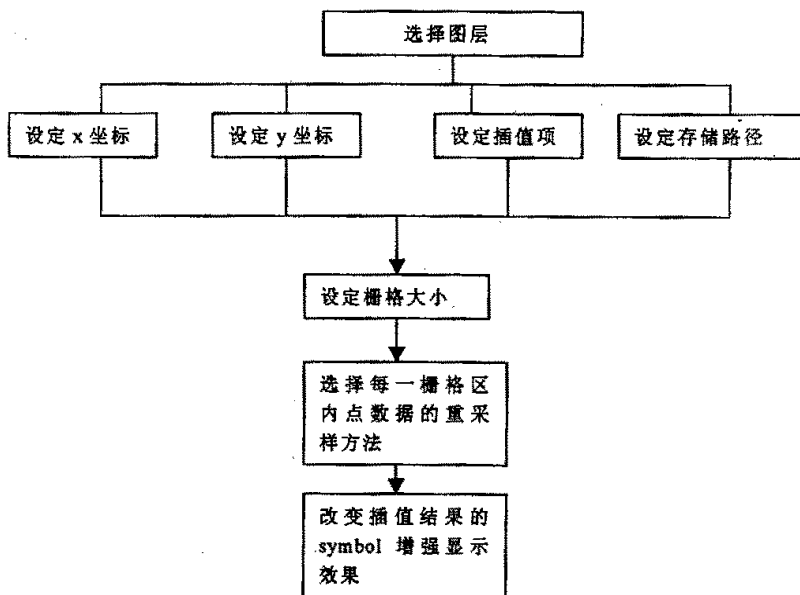 选择图层
设定 x 坐标
设定 y 坐标
设定插值项
设定存储路径
设定栅格大小
选择每一栅格区
内点数据的重采
样方法
改变插值结果的
symbol 增强显示
效果